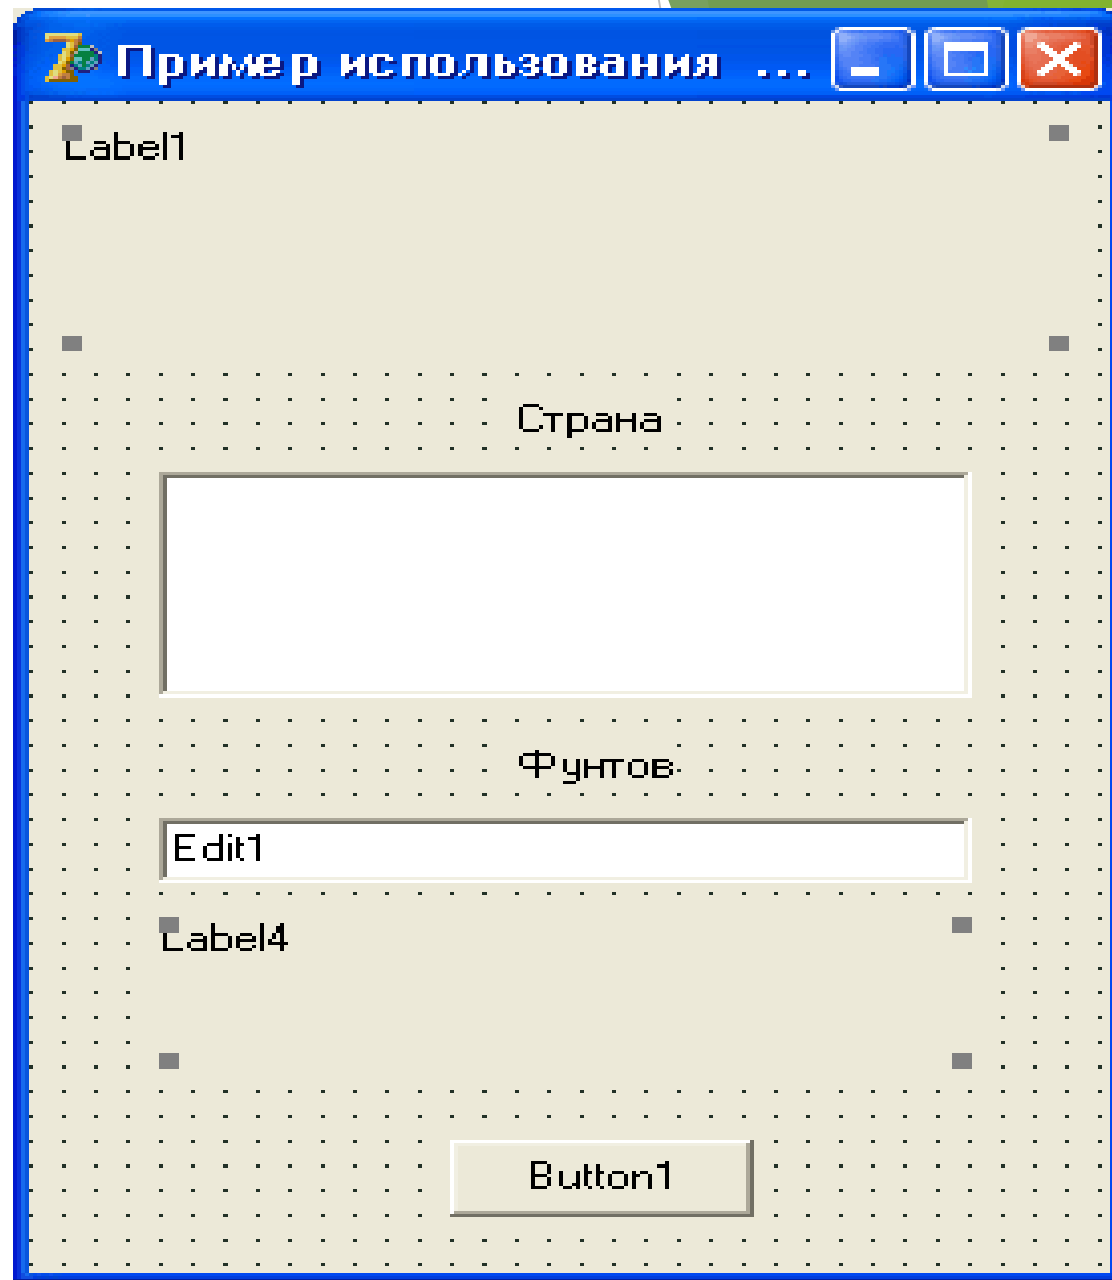 Пример использования ...
Label1
Страна
Фунтов
Edit1
Label4
Button1